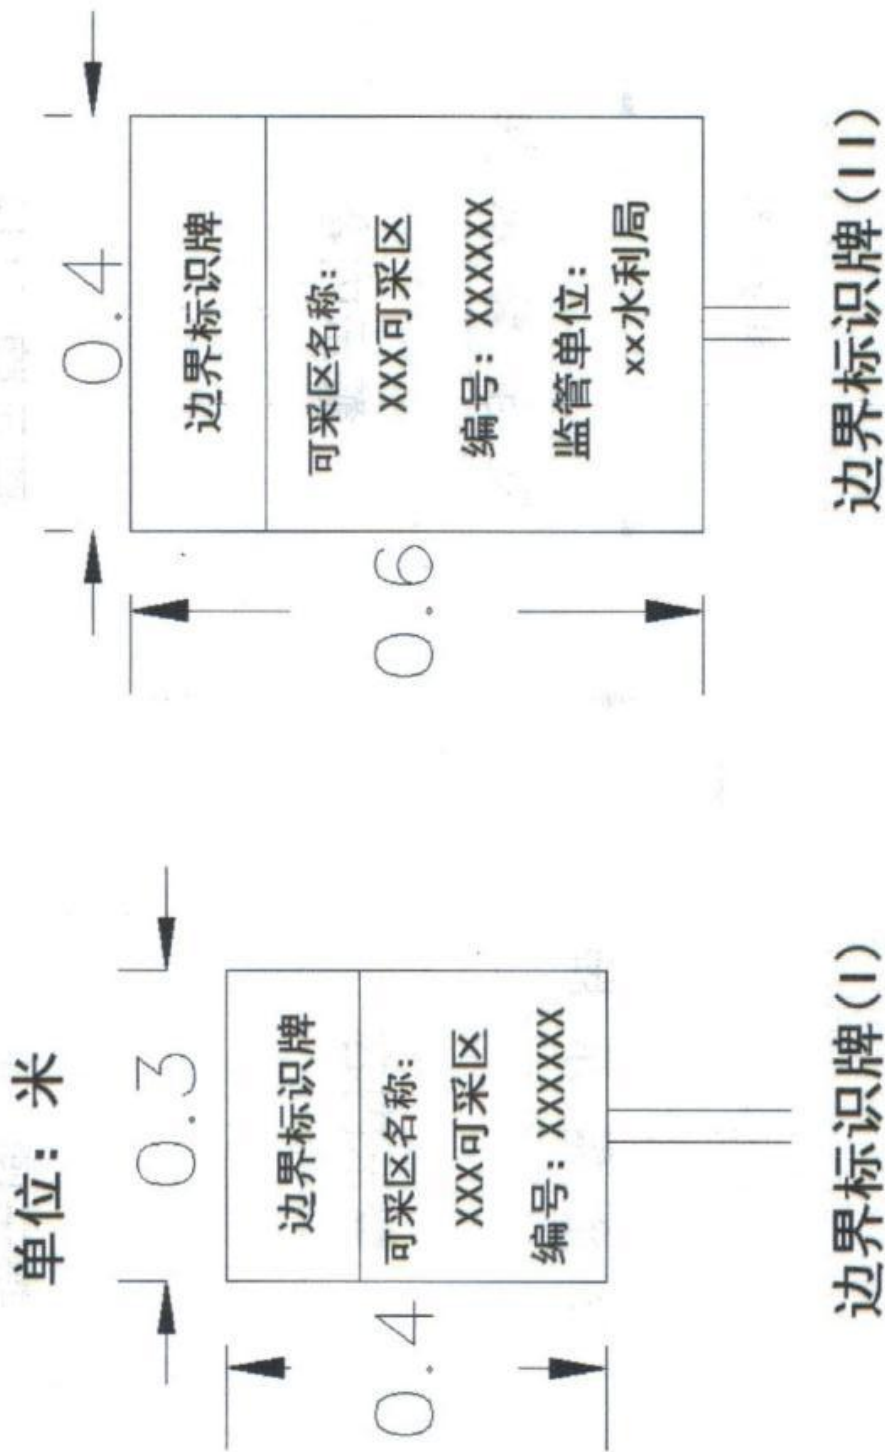 单位：米
0.3
0.4
边界标识牌
可采区名称：
XXX可采区
编号：XXXXXX
边界标识牌(I)
0.4
0.6
边界标识牌
可采区名称：
XXX可采区
编号：XXXXXX
监管单位：
xx水利局
边界标识牌(II)